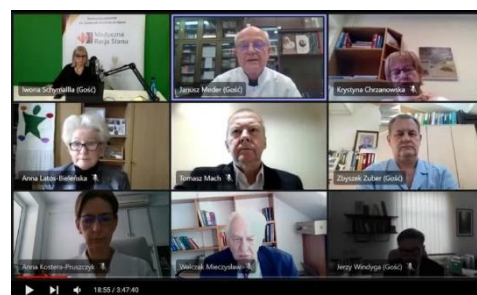 Medyczna
Racja Stanu
Iwona Schymalla (Gość)
Janusz Meder (Gość)
Krystyna Chrzanowska
Anna Latos-Bieleńska
Tomasz Mach
Zbyszek Zuber (Gość)
Anna Kostera-Pruszczyk
Walczak Mieczysław
Jerzy Windyga (Gość)
18:55 / 3:47:40